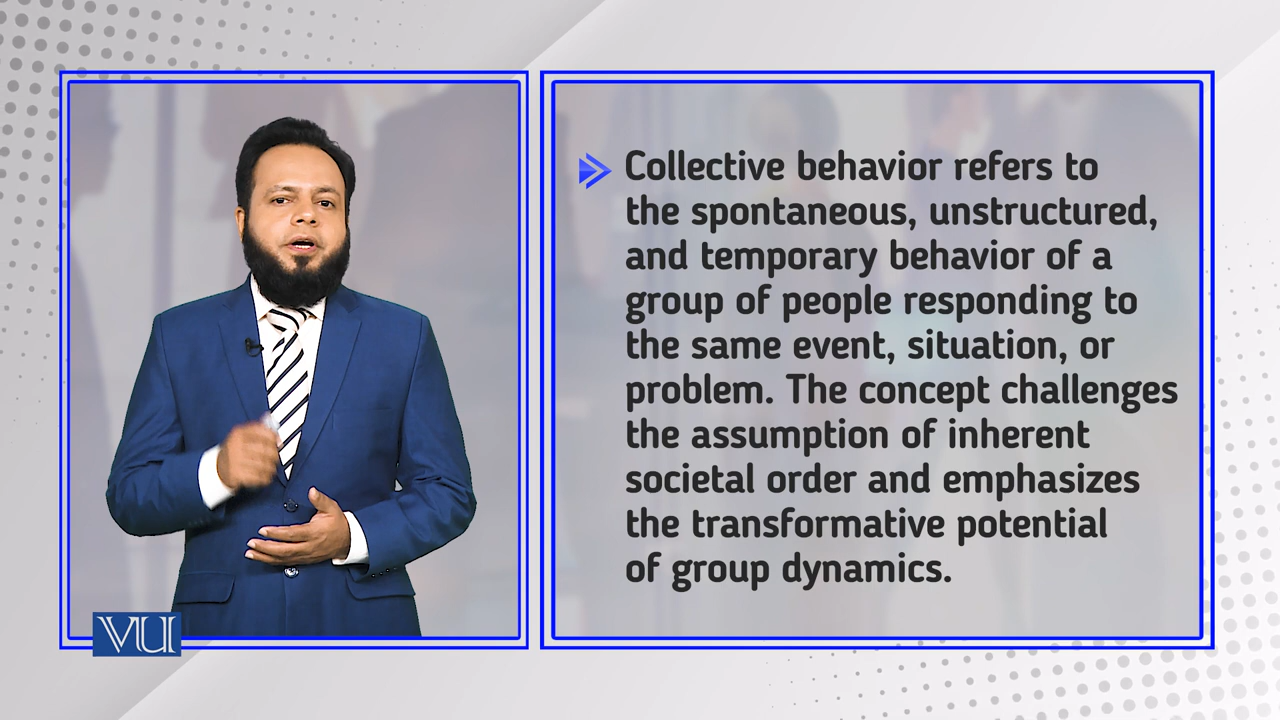 Collective behavior refers to
the spontaneous, unstructured,
and temporary behavior of a
group of people responding to
the same event, situation, or
problem. The concept challenges
the assumption of inherent
societal order and emphasizes
the transformative potential
of group dynamics.
VU